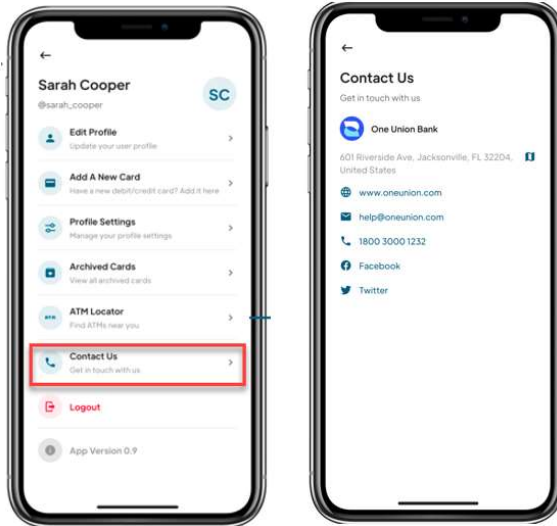 Sarah Cooper
SC
@sarah_cooper
Edit Profile
Update your user profile
Add A New Card
Have a new debit/credit card? Add it here
Profile Settings
Manage your profile settings
Archived Cards
View all archived cards
ATM
ATM Locator
Find ATMs near you
Contact Us
Get in touch with us
Logout
App Version 0.9
Contact Us
Get in touch with us
One Union Bank
601 Riverside Ave, Jacksonville, FL 32204,
United States
www.oneunion.com
help@oneunion.com
1800 3000 1232
Facebook
Twitter